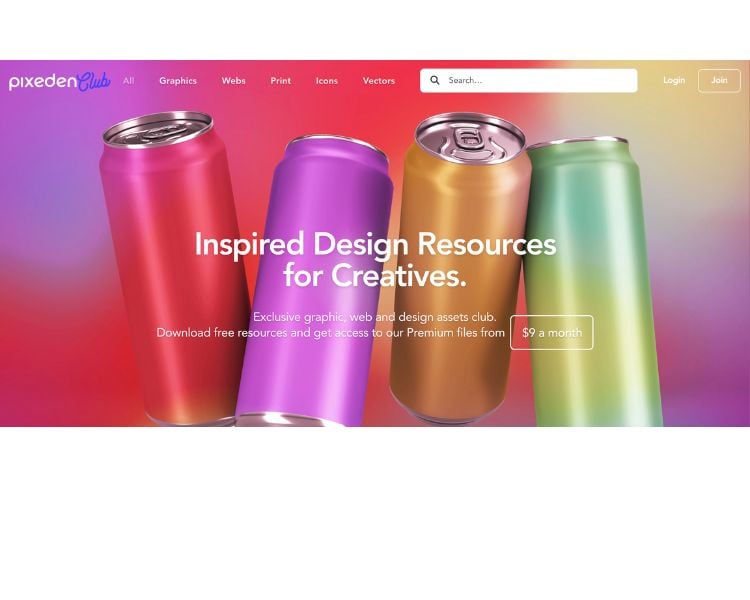 pixeden Club All Graphics Webs Print Icons Vectors Search... Login Join
Inspired Design Resources
for Creatives.
Exclusive graphic, web and design assets club.
Download free resources and get access to our Premium files from $9 a month